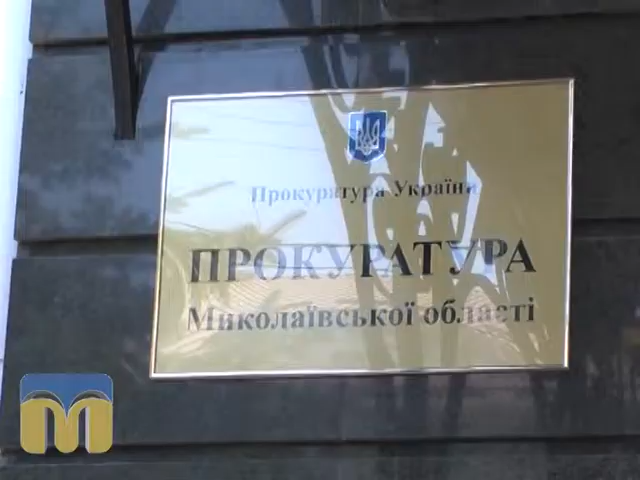 Прокуратура України
ПРОКУРАТУРА
Миколаївської області
М